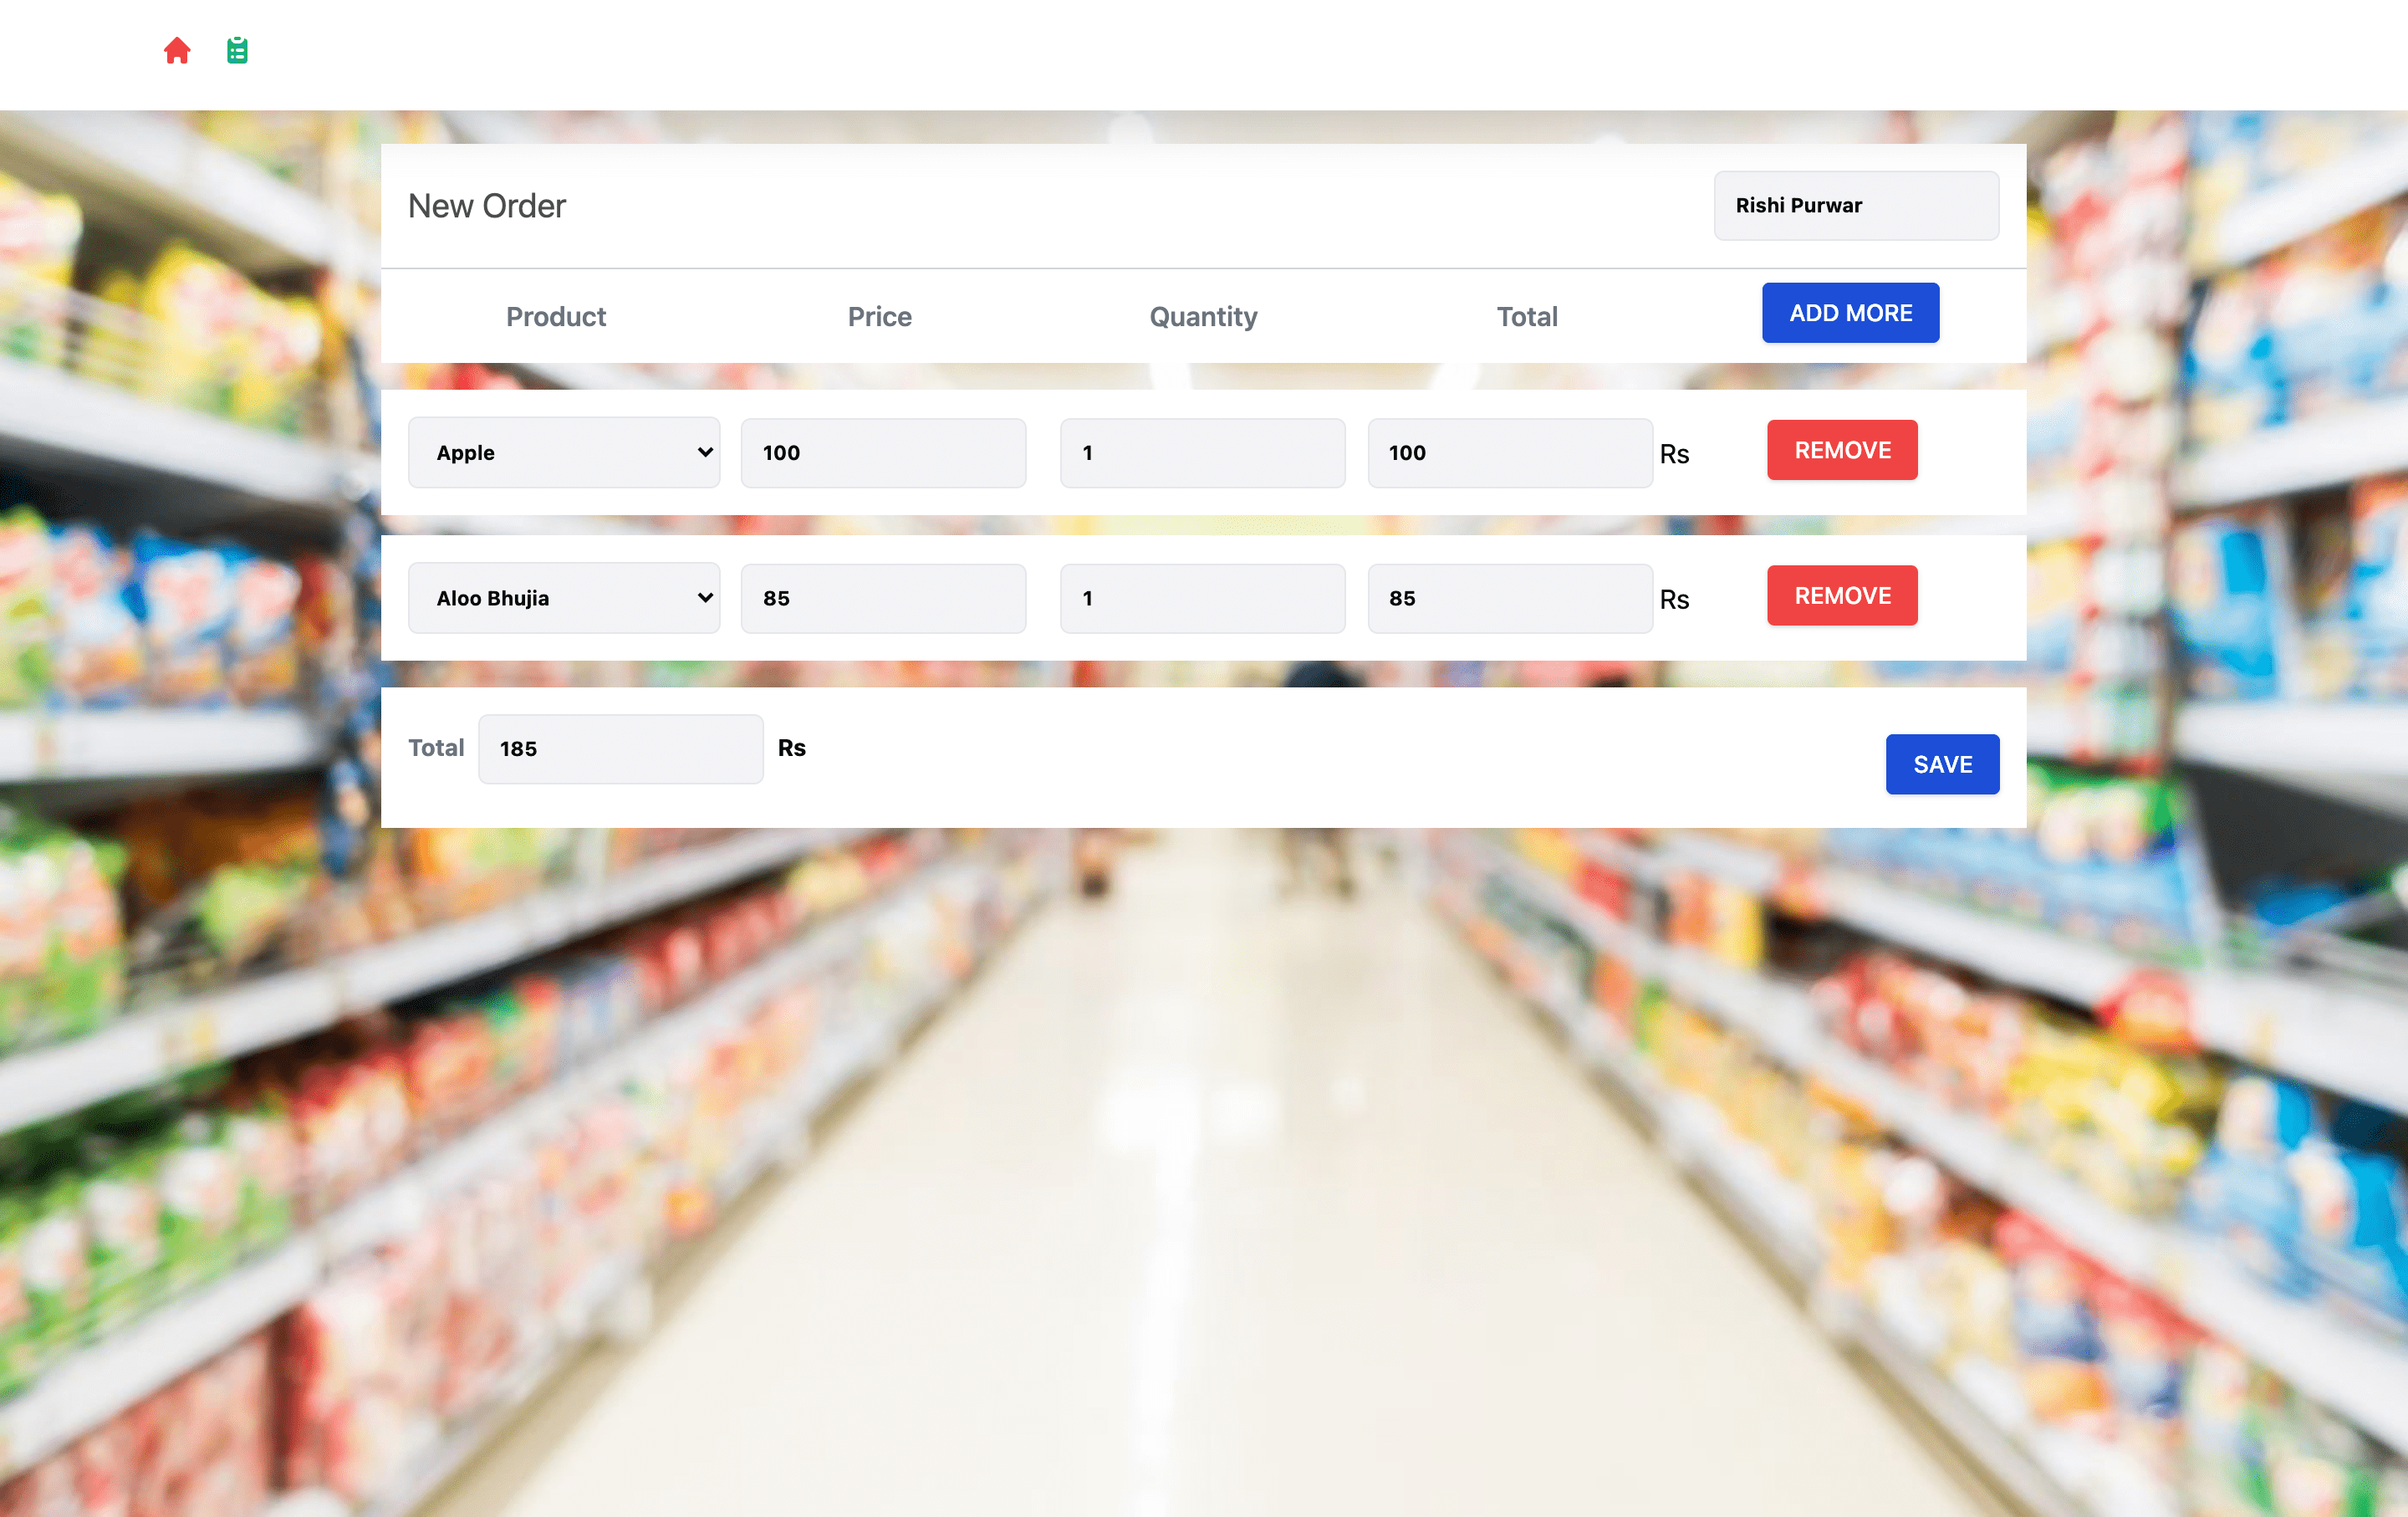 New Order
Rishi Purwar
Product Price Quantity Total ADD MORE
Apple 100 1 100 Rs REMOVE
Aloo Bhujia 85 1 85 Rs REMOVE
Total 185 Rs
SAVE